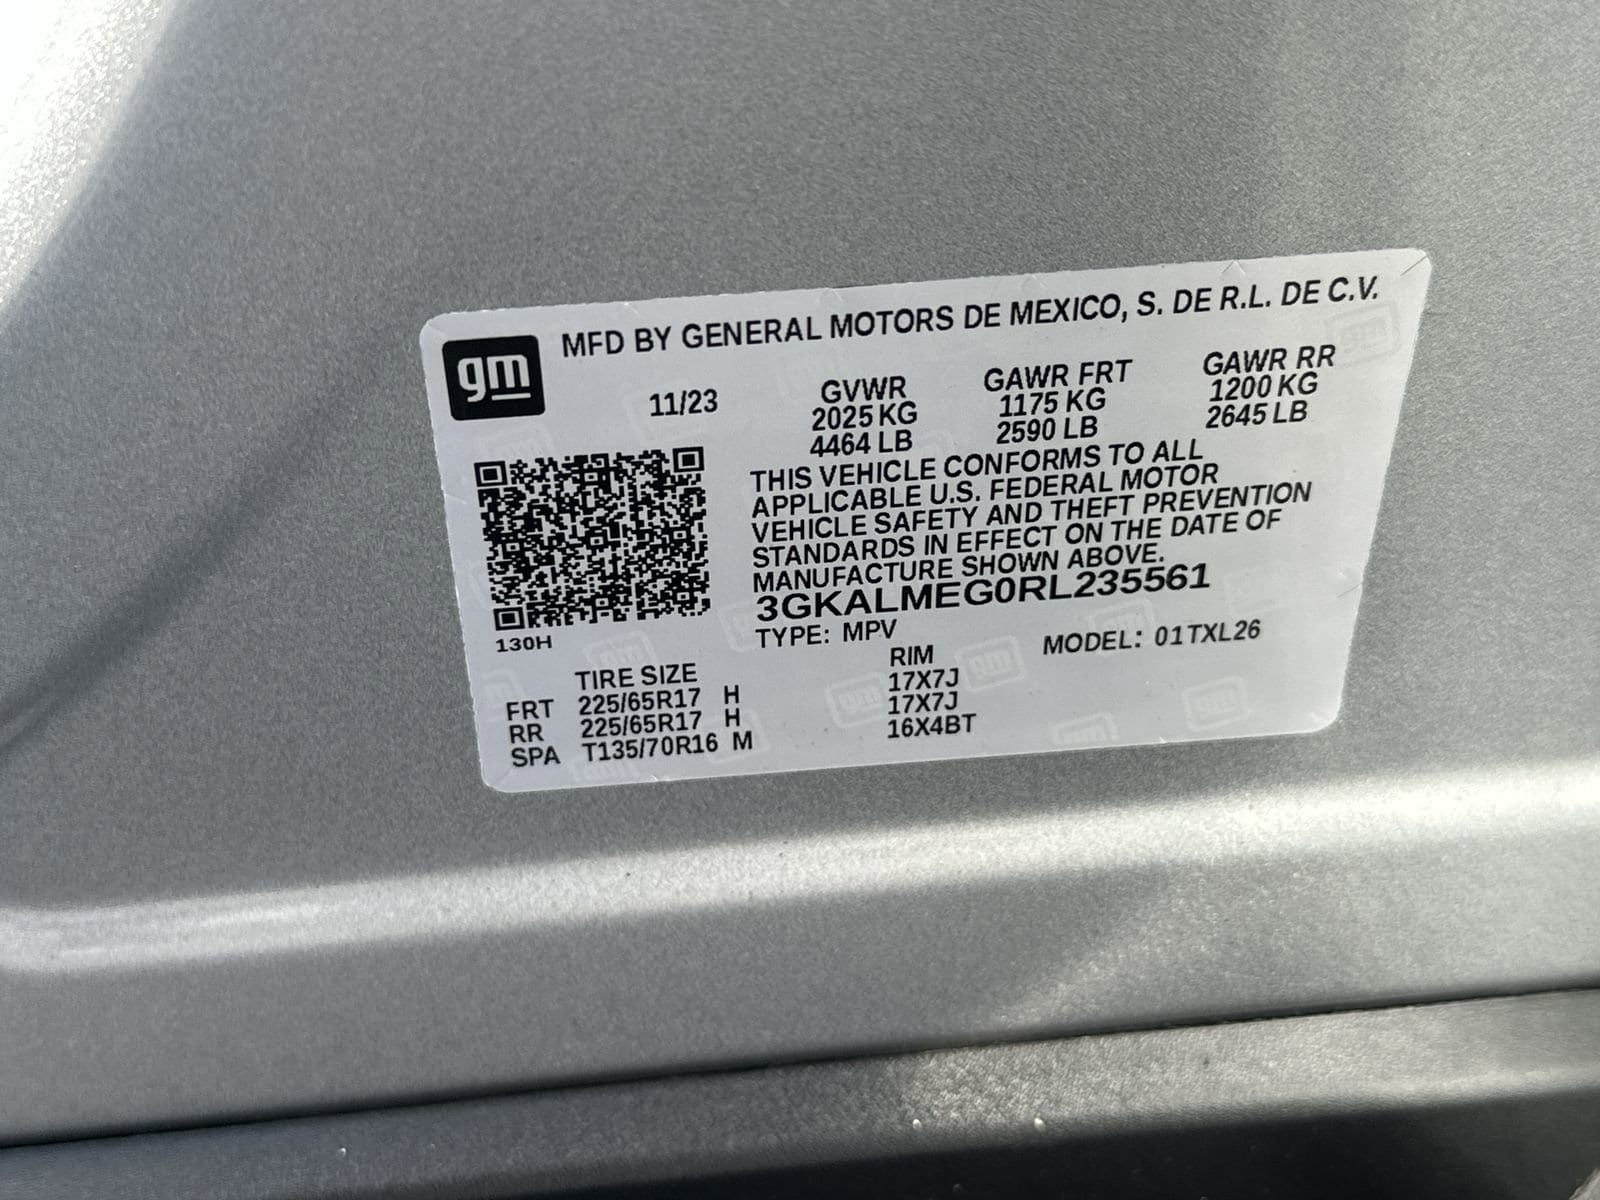 gm
MFD BY GENERAL MOTORS DE MEXICO, S. DE R.L. DE C.V.
11/23 GVWR GAWR FRT GAWR RR
2025 KG 1175 KG 1200 KG
4464 LB 2590 LB 2645 LB
THIS VEHICLE CONFORMS TO ALL
APPLICABLE U.S. FEDERAL MOTOR
VEHICLE SAFETY AND THEFT PREVENTION
STANDARDS IN EFFECT ON THE DATE OF
MANUFACTURE SHOWN ABOVE.
3GKALMEG0RL235561
130H
TYPE: MPV MODEL: 01TXL26
TIRE SIZE RIM
FRT 225/65R17 H 17X7J
RR 225/65R17 H 17X7J
SPA T135/70R16 M 16X4BT